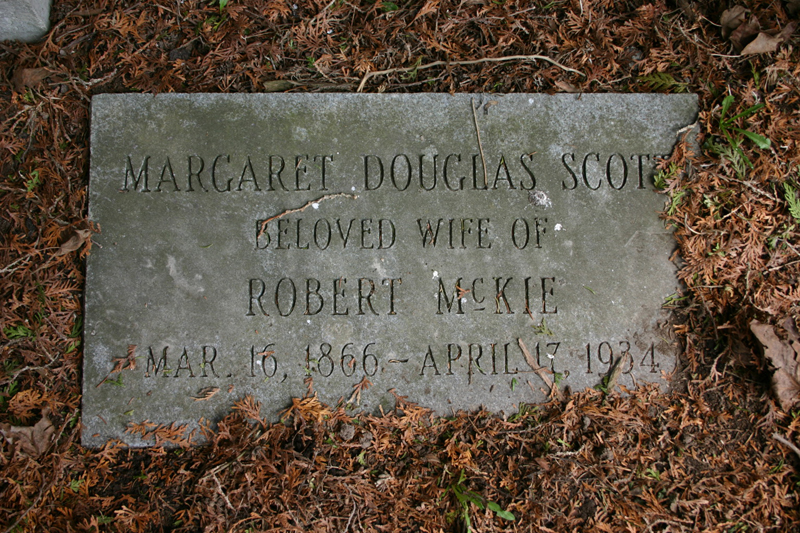 MARGARET DOUGLAS SCOTT
BELOVED WIFE OF
ROBERT McKIE
MAR. 16, 1866 - APRIL 17, 1934